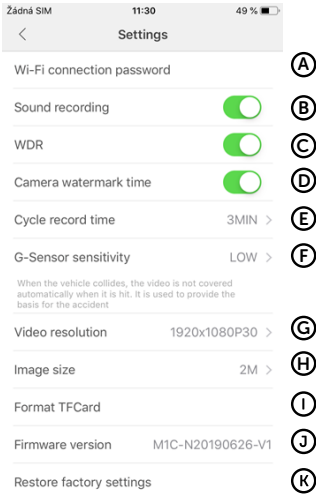 Žádná SIM 11:30 49 %
Settings
Wi-Fi connection password A
Sound recording B
WDR C
Camera watermark time D
Cycle record time 3MIN > E
G-Sensor sensitivity LOW > F
When the vehicle collides, the video is not covered
automatically when it is hit. It is used to provide the
basis for the accident
Video resolution 1920x1080P30 > G
Image size 2M > H
Format TFCard I
Firmware version M1C-N20190626-V1 J
Restore factory settings K